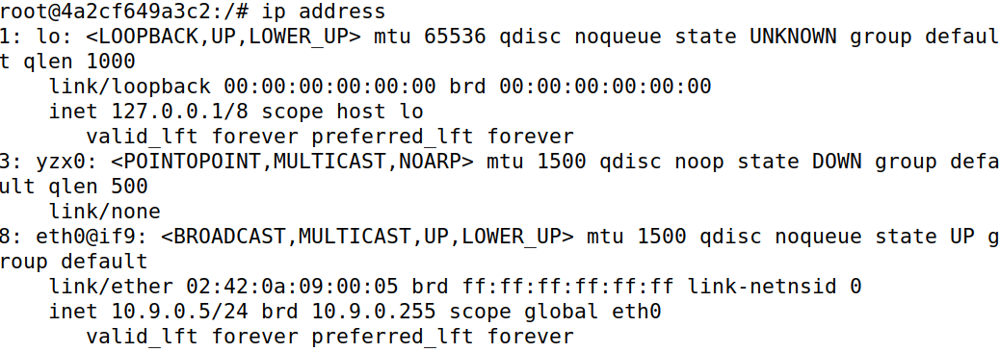 root@4a2cf649a3c2:/# ip address
1: lo: <LOOPBACK,UP,LOWER_UP> mtu 65536 qdisc noqueue state UNKNOWN group defaul
t qlen 1000
    link/loopback 00:00:00:00:00:00 brd 00:00:00:00:00:00
    inet 127.0.0.1/8 scope host lo
       valid_lft forever preferred_lft forever
3: yzx0: <POINTOPOINT,MULTICAST,NOARP> mtu 1500 qdisc noop state DOWN group defa
ult qlen 500
    link/none
8: eth0@if9: <BROADCAST,MULTICAST,UP,LOWER_UP> mtu 1500 qdisc noqueue state UP g
roup default
    link/ether 02:42:0a:09:00:05 brd ff:ff:ff:ff:ff:ff link-netnsid 0
    inet 10.9.0.5/24 brd 10.9.0.255 scope global eth0
       valid_lft forever preferred_lft forever